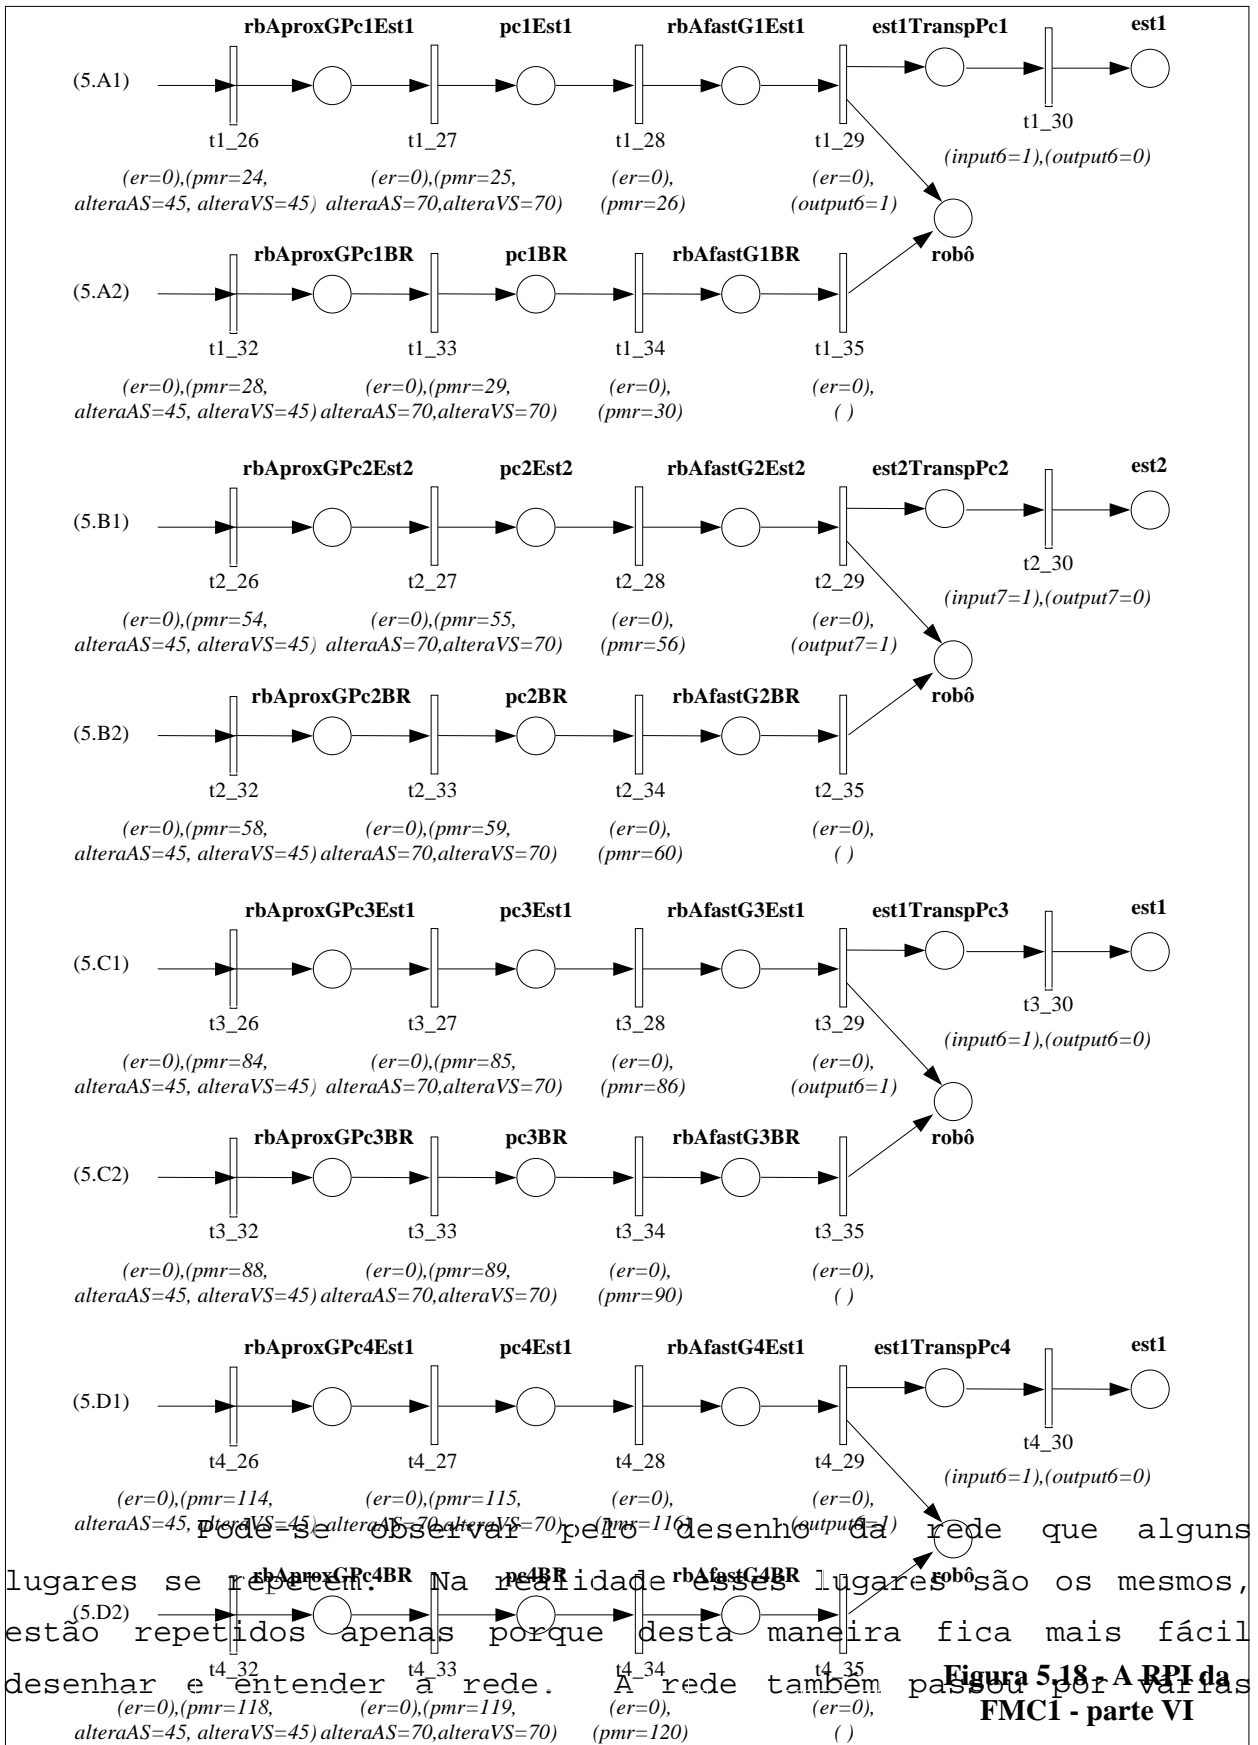 rbAproxGPc1Est1 pc1Est1 rbAfastG1Est1 est1TranspPc1 est1
(5.A1)
t1_26 t1_27 t1_28 t1_29 t1_30
(er=0),(pmr=24, (er=0),(pmr=25, (er=0), (er=0), (input6=1),(output6=0)
alteraAS=45, alteraVS=45) alteraAS=70,alteraVS=70) (pmr=26) (output6=1)
rbAproxGPc1BR pc1BR rbAfastG1BR robô
(5.A2)
t1_32 t1_33 t1_34 t1_35
(er=0),(pmr=28, (er=0),(pmr=29, (er=0), (er=0),
alteraAS=45, alteraVS=45) alteraAS=70,alteraVS=70) (pmr=30) ( )
rbAproxGPc2Est2 pc2Est2 rbAfastG2Est2 est2TranspPc2 est2
(5.B1)
t2_26 t2_27 t2_28 t2_29 t2_30
(er=0),(pmr=54, (er=0),(pmr=55, (er=0), (er=0), (input7=1),(output7=0)
alteraAS=45, alteraVS=45) alteraAS=70,alteraVS=70) (pmr=56) (output7=1)
rbAproxGPc2BR pc2BR rbAfastG2BR robô
(5.B2)
t2_32 t2_33 t2_34 t2_35
(er=0),(pmr=58, (er=0),(pmr=59, (er=0), (er=0),
alteraAS=45, alteraVS=45) alteraAS=70,alteraVS=70) (pmr=60) ( )
rbAproxGPc3Est1 pc3Est1 rbAfastG3Est1 est1TranspPc3 est1
(5.C1)
t3_26 t3_27 t3_28 t3_29 t3_30
(er=0),(pmr=84, (er=0),(pmr=85, (er=0), (er=0), (input6=1),(output6=0)
alteraAS=45, alteraVS=45) alteraAS=70,alteraVS=70) (pmr=86) (output6=1)
rbAproxGPc3BR pc3BR rbAfastG3BR robô
(5.C2)
t3_32 t3_33 t3_34 t3_35
(er=0),(pmr=88, (er=0),(pmr=89, (er=0), (er=0),
alteraAS=45, alteraVS=45) alteraAS=70,alteraVS=70) (pmr=90) ( )
rbAproxGPc4Est1 pc4Est1 rbAfastG4Est1 est1TranspPc4 est1
(5.D1)
t4_26 t4_27 t4_28 t4_29 t4_30
(er=0),(pmr=114, (er=0),(pmr=115, (er=0), (er=0), (input6=1),(output6=0)
alteraAS=45, alteraVS=45) alteraAS=70,alteraVS=70) (pmr=116) (output6=1)
Pode-se observar pelo desenho da rede que alguns
rbAproxGPc4BR pc4BR rbAfastG4BR robô
lugares se repetem. Na realidade esses lugares são os mesmos,
(5.D2)
estão repetidos apenas porque desta maneira fica mais fácil
t4_32 t4_33 t4_34 t4_35
desenhar e entender a rede. A rede também passou por várias
(er=0),(pmr=118, (er=0),(pmr=119, (er=0), (er=0),
alteraAS=45, alteraVS=45) alteraAS=70,alteraVS=70) (pmr=120) ( )
Figura 5.18 - A RPI da
FMC1 - parte VI